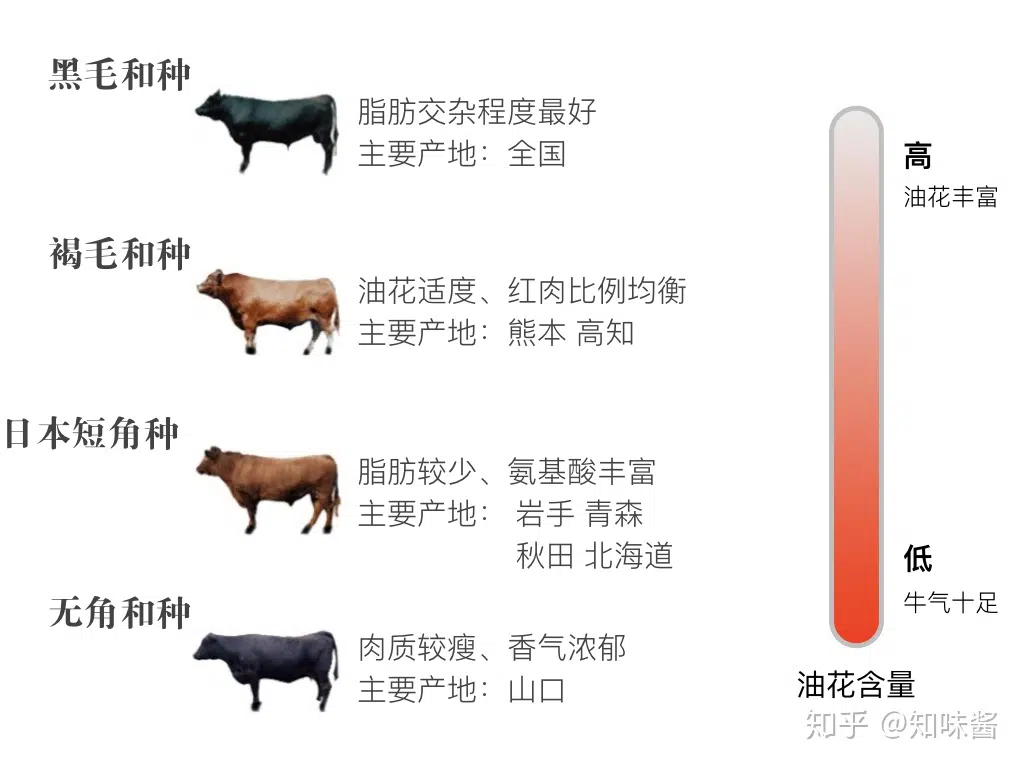 黑毛和种
脂肪交杂程度最好
主要产地：全国
褐毛和种
油花适度、红肉比例均衡
主要产地：熊本 高知
日本短角种
脂肪较少、氨基酸丰富
主要产地： 岩手 青森
秋田 北海道
无角和种
肉质较瘦、香气浓郁
主要产地：山口
高
油花丰富
低
牛气十足
油花含量
知乎 @知味酱